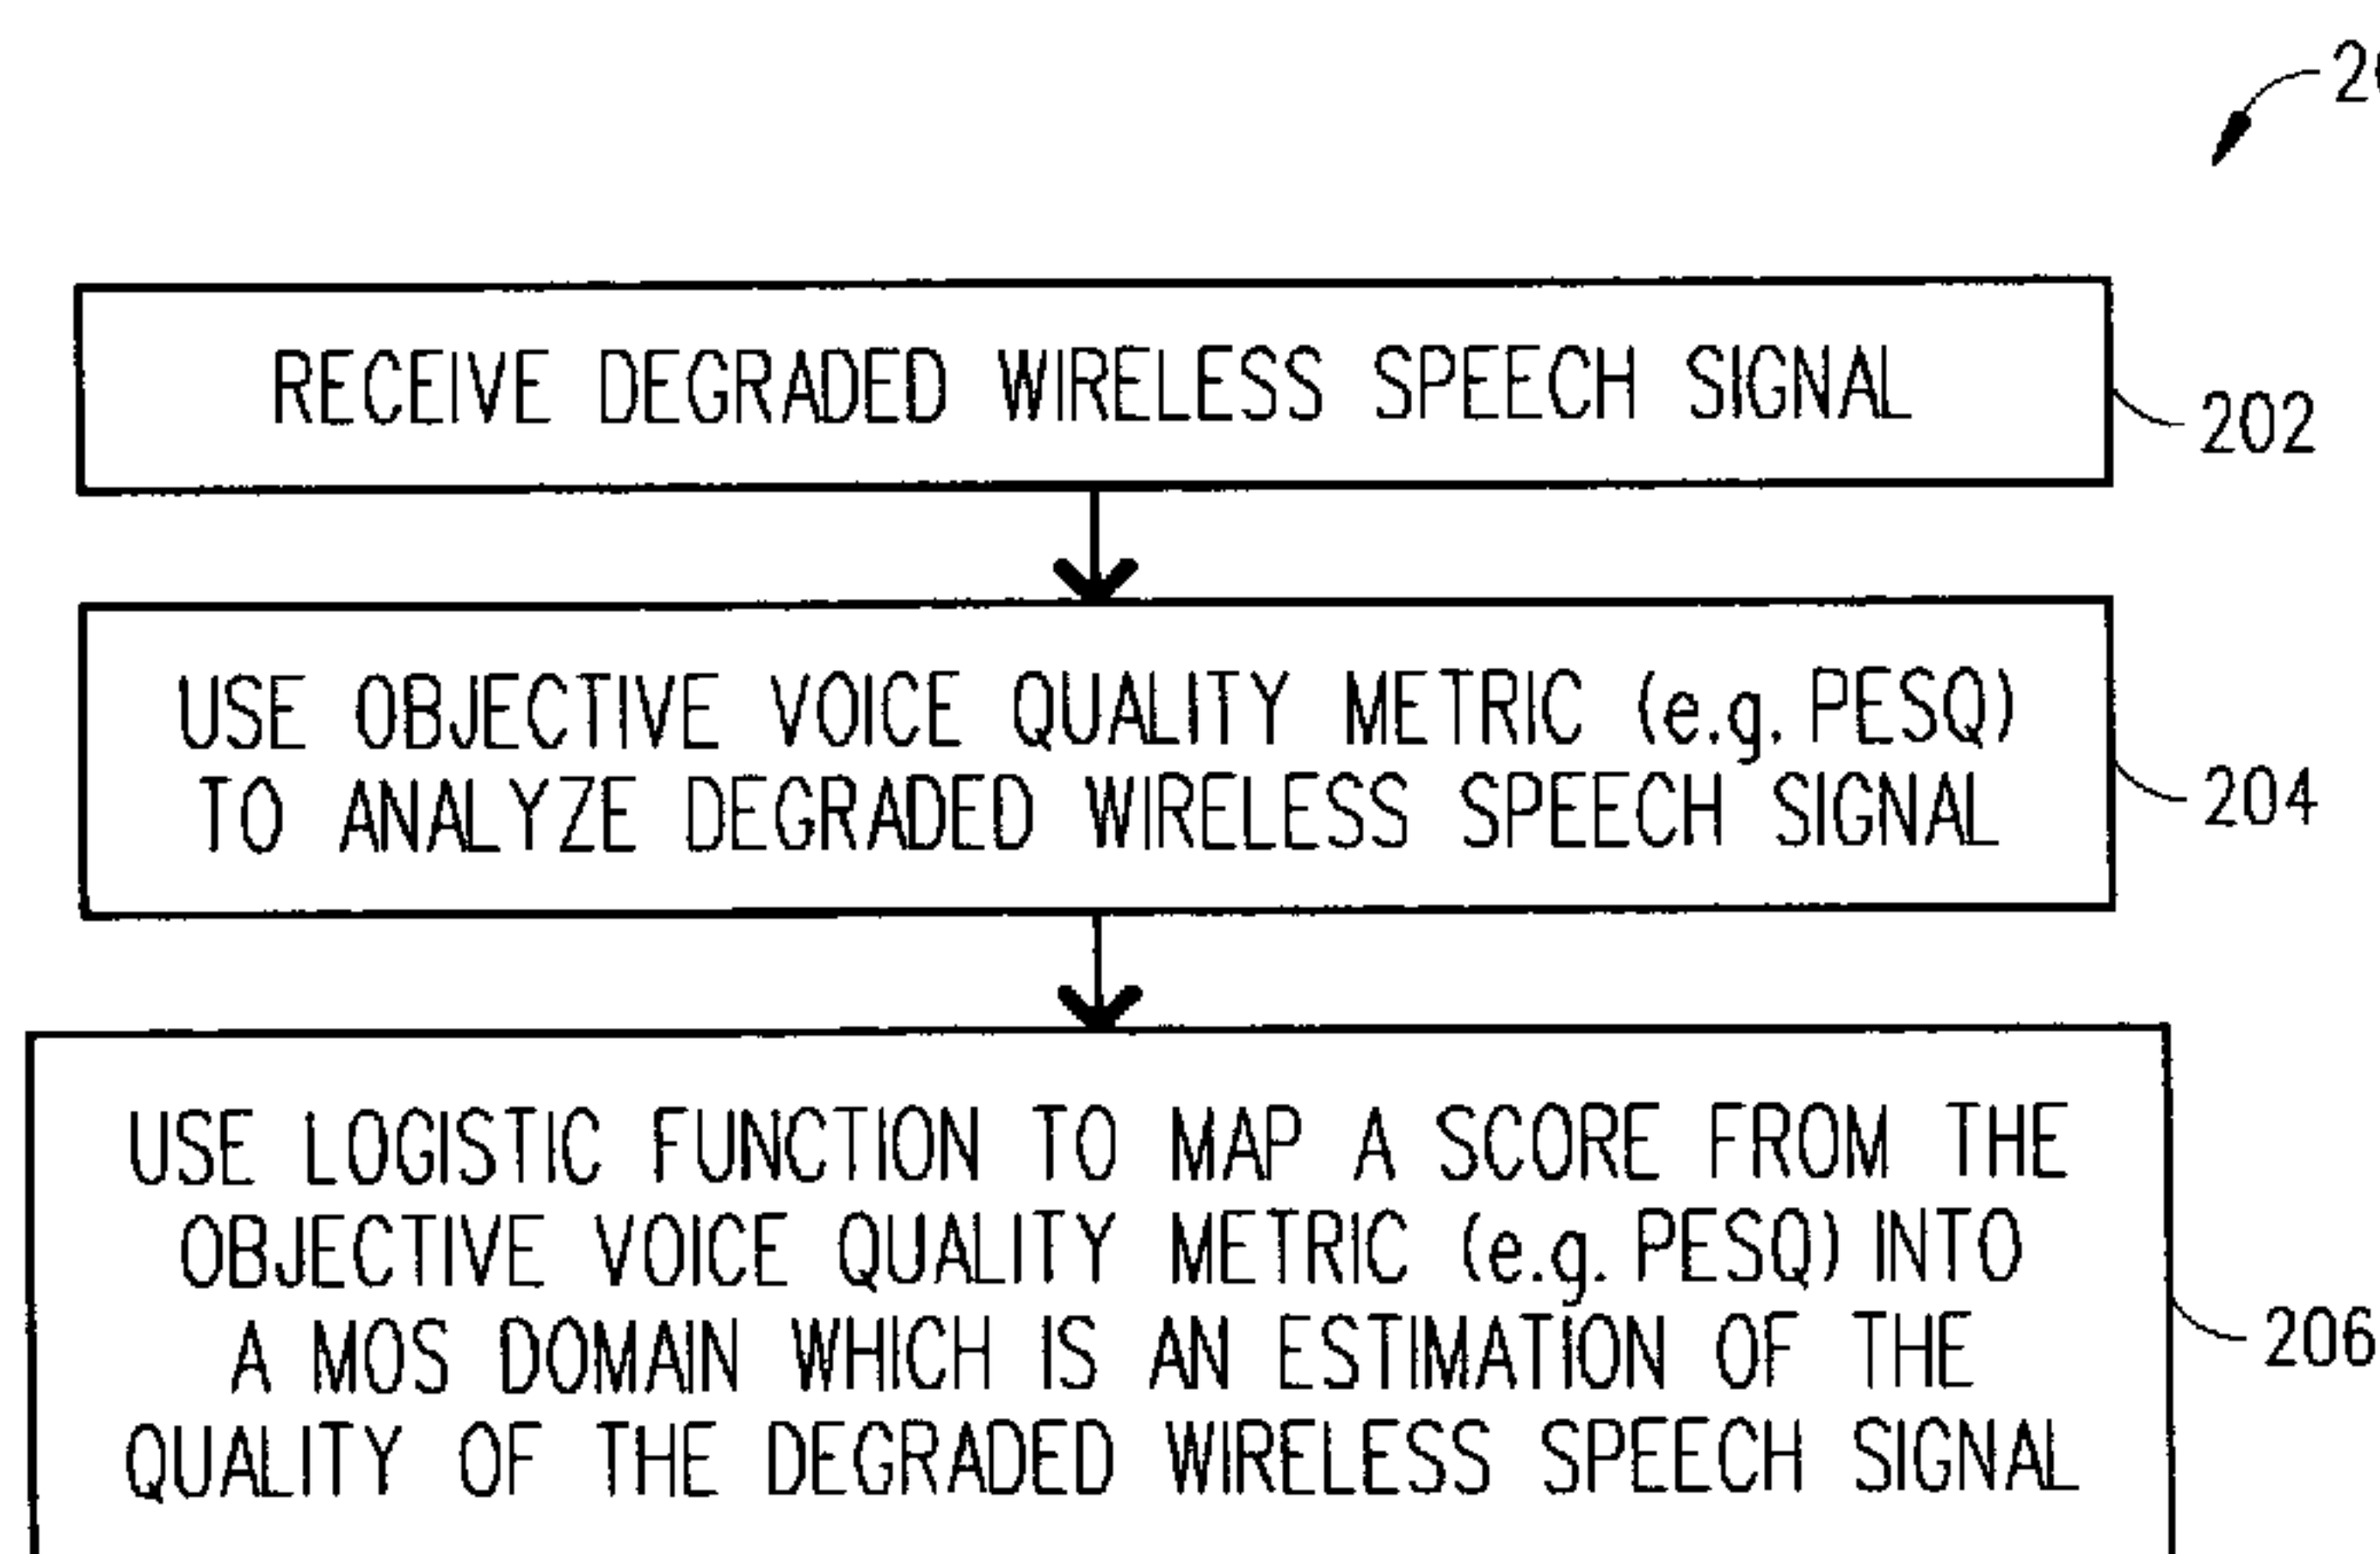 RECEIVE DEGRADED WIRELESS SPEECH SIGNAL
202
USE OBJECTIVE VOICE QUALITY METRIC (e.g. PESQ)
TO ANALYZE DEGRADED WIRELESS SPEECH SIGNAL
204
USE LOGISTIC FUNCTION TO MAP A SCORE FROM THE
OBJECTIVE VOICE QUALITY METRIC (e.g. PESQ) INTO
A MOS DOMAIN WHICH IS AN ESTIMATION OF THE
QUALITY OF THE DEGRADED WIRELESS SPEECH SIGNAL
206